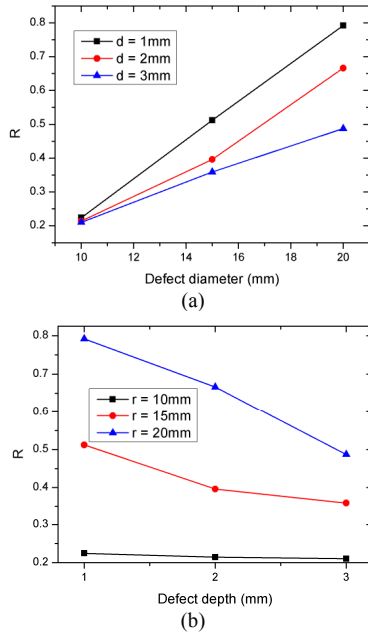 0.8
0.7
0.6
0.5
0.4
0.3
0.2
R
d = 1mm
d = 2mm
d = 3mm
10 12 14 16 18 20
Defect diameter (mm)
(a)
0.8
0.7
0.6
0.5
0.4
0.3
0.2
R
r = 10mm
r = 15mm
r = 20mm
1 2 3
Defect depth (mm)
(b)